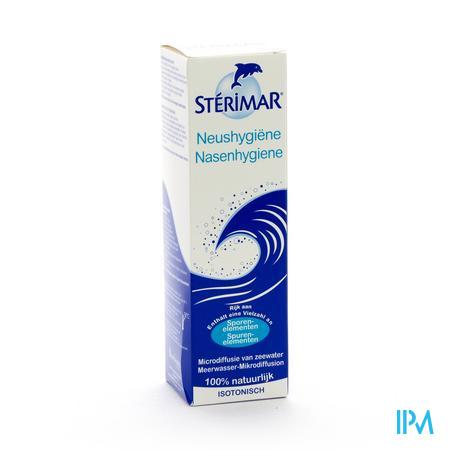 STÉRIMAR®
Neushygiëne
Nasenhygiene
Rijk aan
Enthält eine Vielzahl an
Sporen-
elementen
Spuren-
elementen
Microdiffusie van zeewater
Meerwasser-Mikrodiffusion
100% natuurlijk
ISOTONISCH
IPM